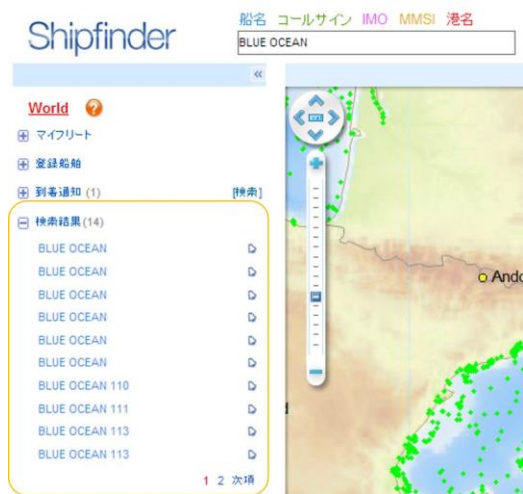 Shipfinder
船名 コールサイン IMO MMSI 港名
BLUE OCEAN
«
World ?
マイフリート
登録船舶
到着通知 (1) [検索]
検索結果 (14)
BLUE OCEAN
BLUE OCEAN
BLUE OCEAN
BLUE OCEAN
BLUE OCEAN
BLUE OCEAN
BLUE OCEAN 110
BLUE OCEAN 111
BLUE OCEAN 113
BLUE OCEAN 113
1 2 次項
Ando